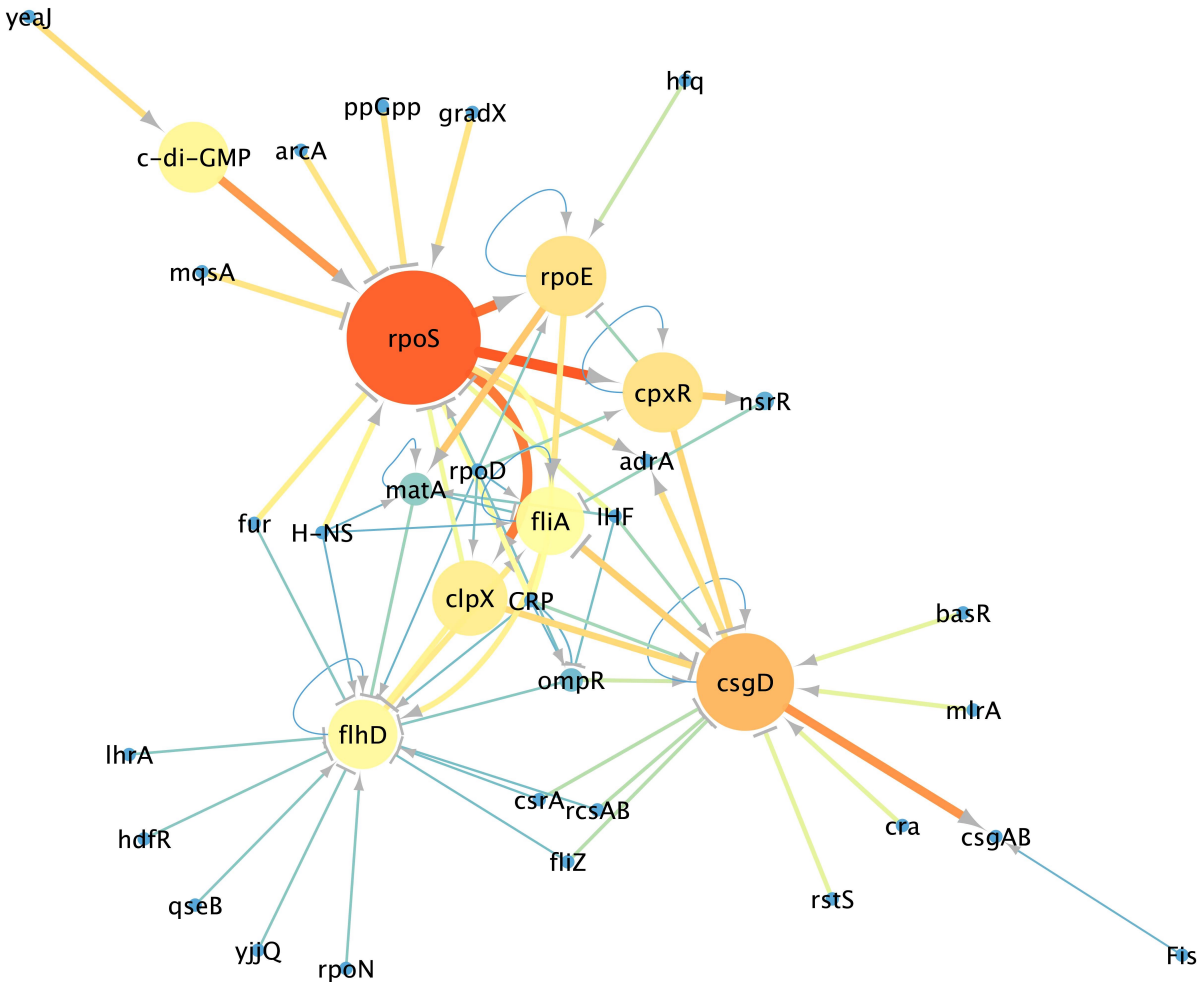 yeaJ
hfq
ppGpp
gradX
arcA
c-di-GMP
mqsA
rpoE
rpoS
cpxR
nsrR
adrA
rpoD
matA
fur
H-NS
fliA
IHF
clpX
CRP
basR
ompR
csgD
mlrA
flhD
lhrA
csrA
rcsAB
cra
csgAB
hdfR
fliZ
rstS
qseB
yjjQ
rpoN
Fis